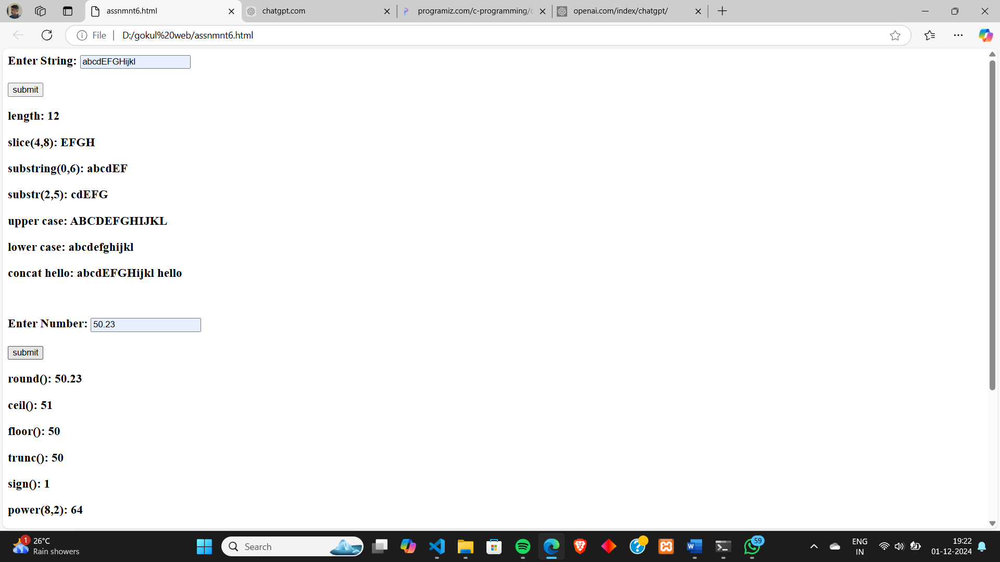 assnmnt6.html
chatgpt.com
programiz.com/c-programming/
openai.com/index/chatgpt/
File
D:/gokul%20web/assnmnt6.html
Enter String: abcdEFGHijkl
submit
length: 12
slice(4,8): EFGH
substring(0,6): abcdEF
substr(2,5): cdEFG
upper case: ABCDEFGHIJKL
lower case: abcdefghijkl
concat hello: abcdEFGHijkl hello
Enter Number: 50.23
submit
round(): 50.23
ceil(): 51
floor(): 50
trunc(): 50
sign(): 1
power(8,2): 64
1
26°C
Rain showers
Search
59
ENG
IN
19:22
01-12-2024